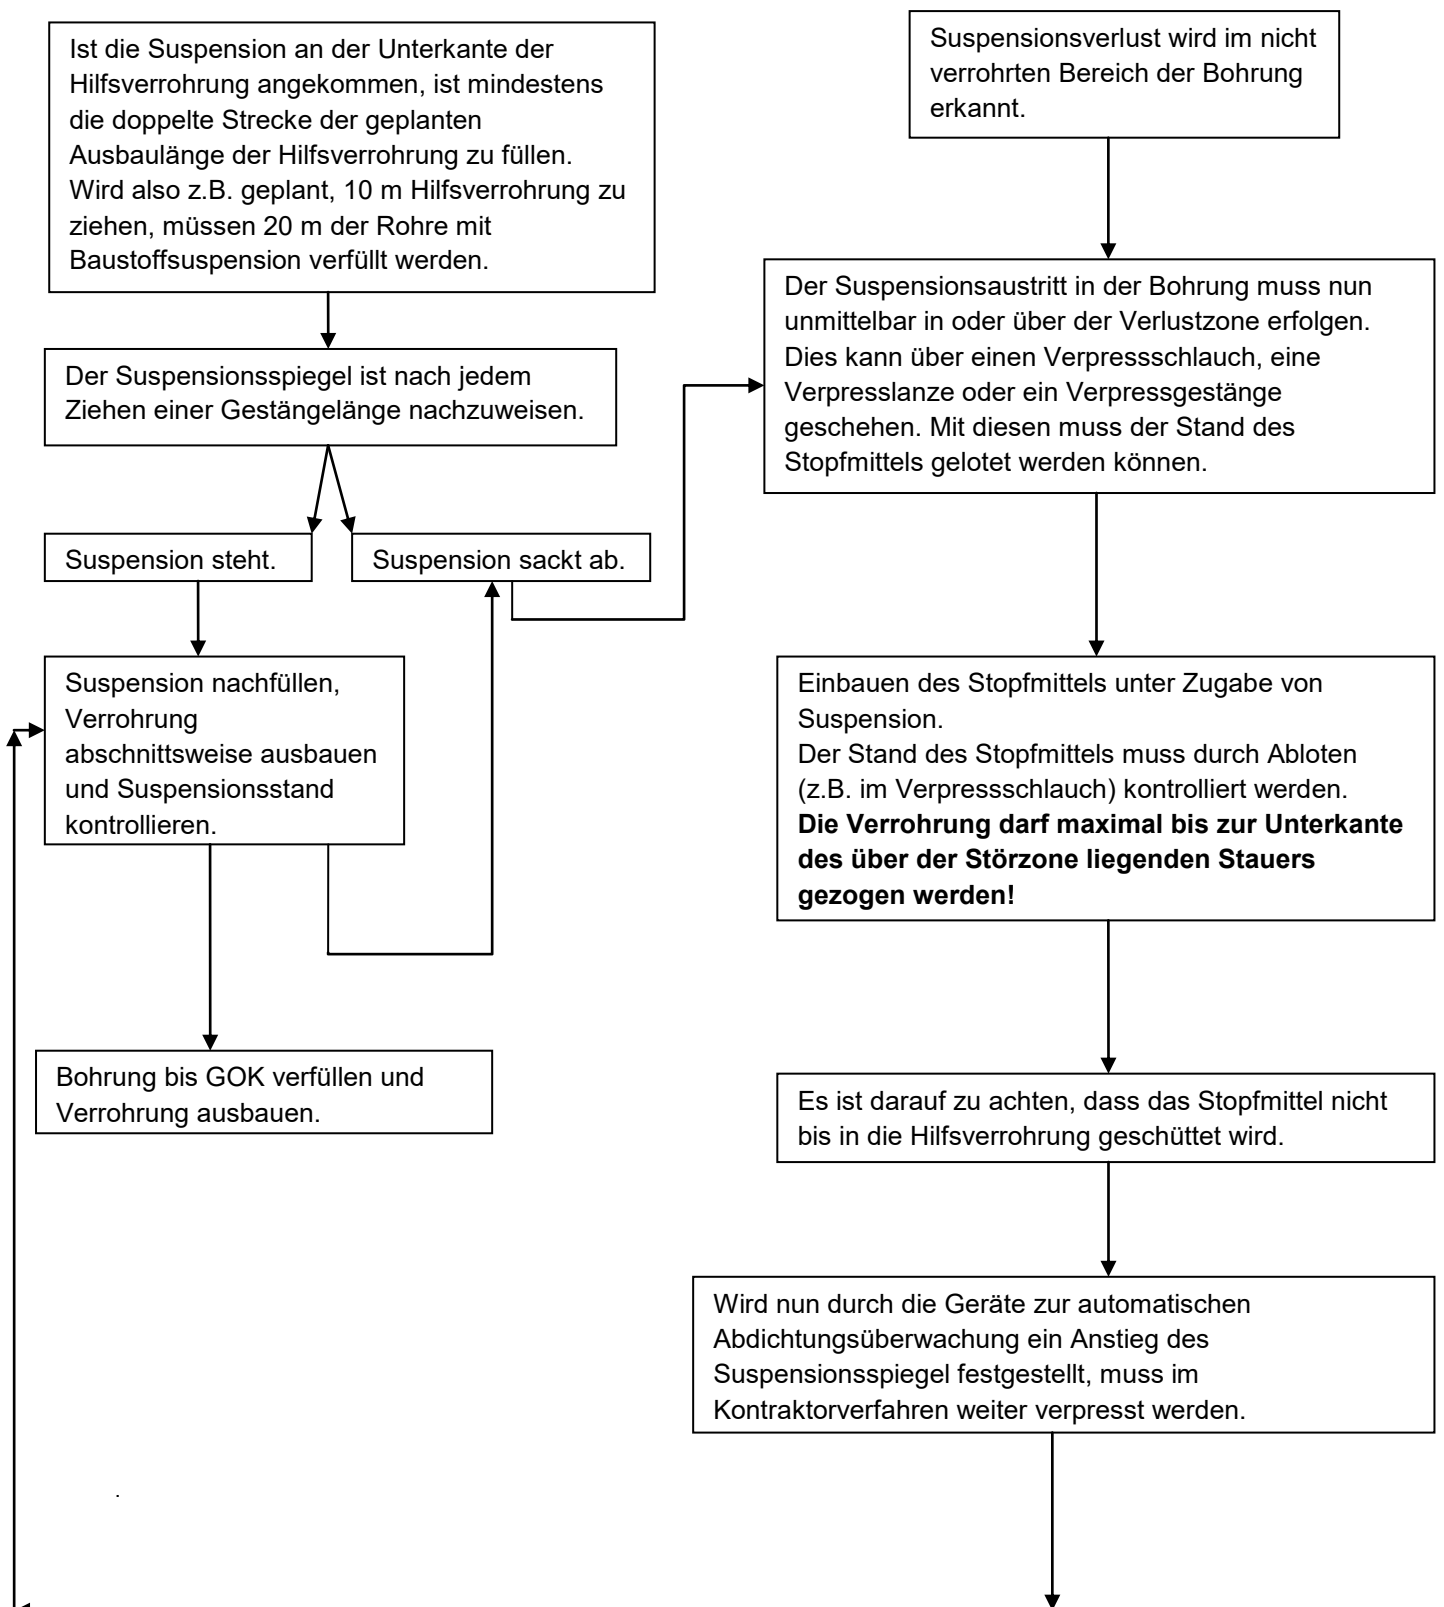 Ist die Suspension an der Unterkante der
Hilfsverrohrung angekommen, ist mindestens
die doppelte Strecke der geplanten
Ausbaulänge der Hilfsverrohrung zu füllen.
Wird also z.B. geplant, 10 m Hilfsverrohrung zu
ziehen, müssen 20 m der Rohre mit
Baustoffsuspension verfüllt werden.
Der Suspensionsspiegel ist nach jedem
Ziehen einer Gestängelänge nachzuweisen.
Suspension steht.
Suspension sackt ab.
Suspension nachfüllen,
Verrohrung
abschnittsweise ausbauen
und Suspensionsstand
kontrollieren.
Bohrung bis GOK verfüllen und
Verrohrung ausbauen.
Suspensionsverlust wird im nicht
verrohrten Bereich der Bohrung
erkannt.
Der Suspensionsaustritt in der Bohrung muss nun
unmittelbar in oder über der Verlustzone erfolgen.
Dies kann über einen Verpressschlauch, eine
Verpresslanze oder ein Verpressgestänge
geschehen. Mit diesen muss der Stand des
Stopfmittels gelotet werden können.
Einbauen des Stopfmittels unter Zugabe von
Suspension.
Der Stand des Stopfmittels muss durch Abloten
(z.B. im Verpressschlauch) kontrolliert werden.
Die Verrohrung darf maximal bis zur Unterkante
des über der Störzone liegenden Stauers
gezogen werden!
Es ist darauf zu achten, dass das Stopfmittel nicht
bis in die Hilfsverrohrung geschüttet wird.
Wird nun durch die Geräte zur automatischen
Abdichtungsüberwachung ein Anstieg des
Suspensionsspiegel festgestellt, muss im
Kontraktorverfahren weiter verpresst werden.
.